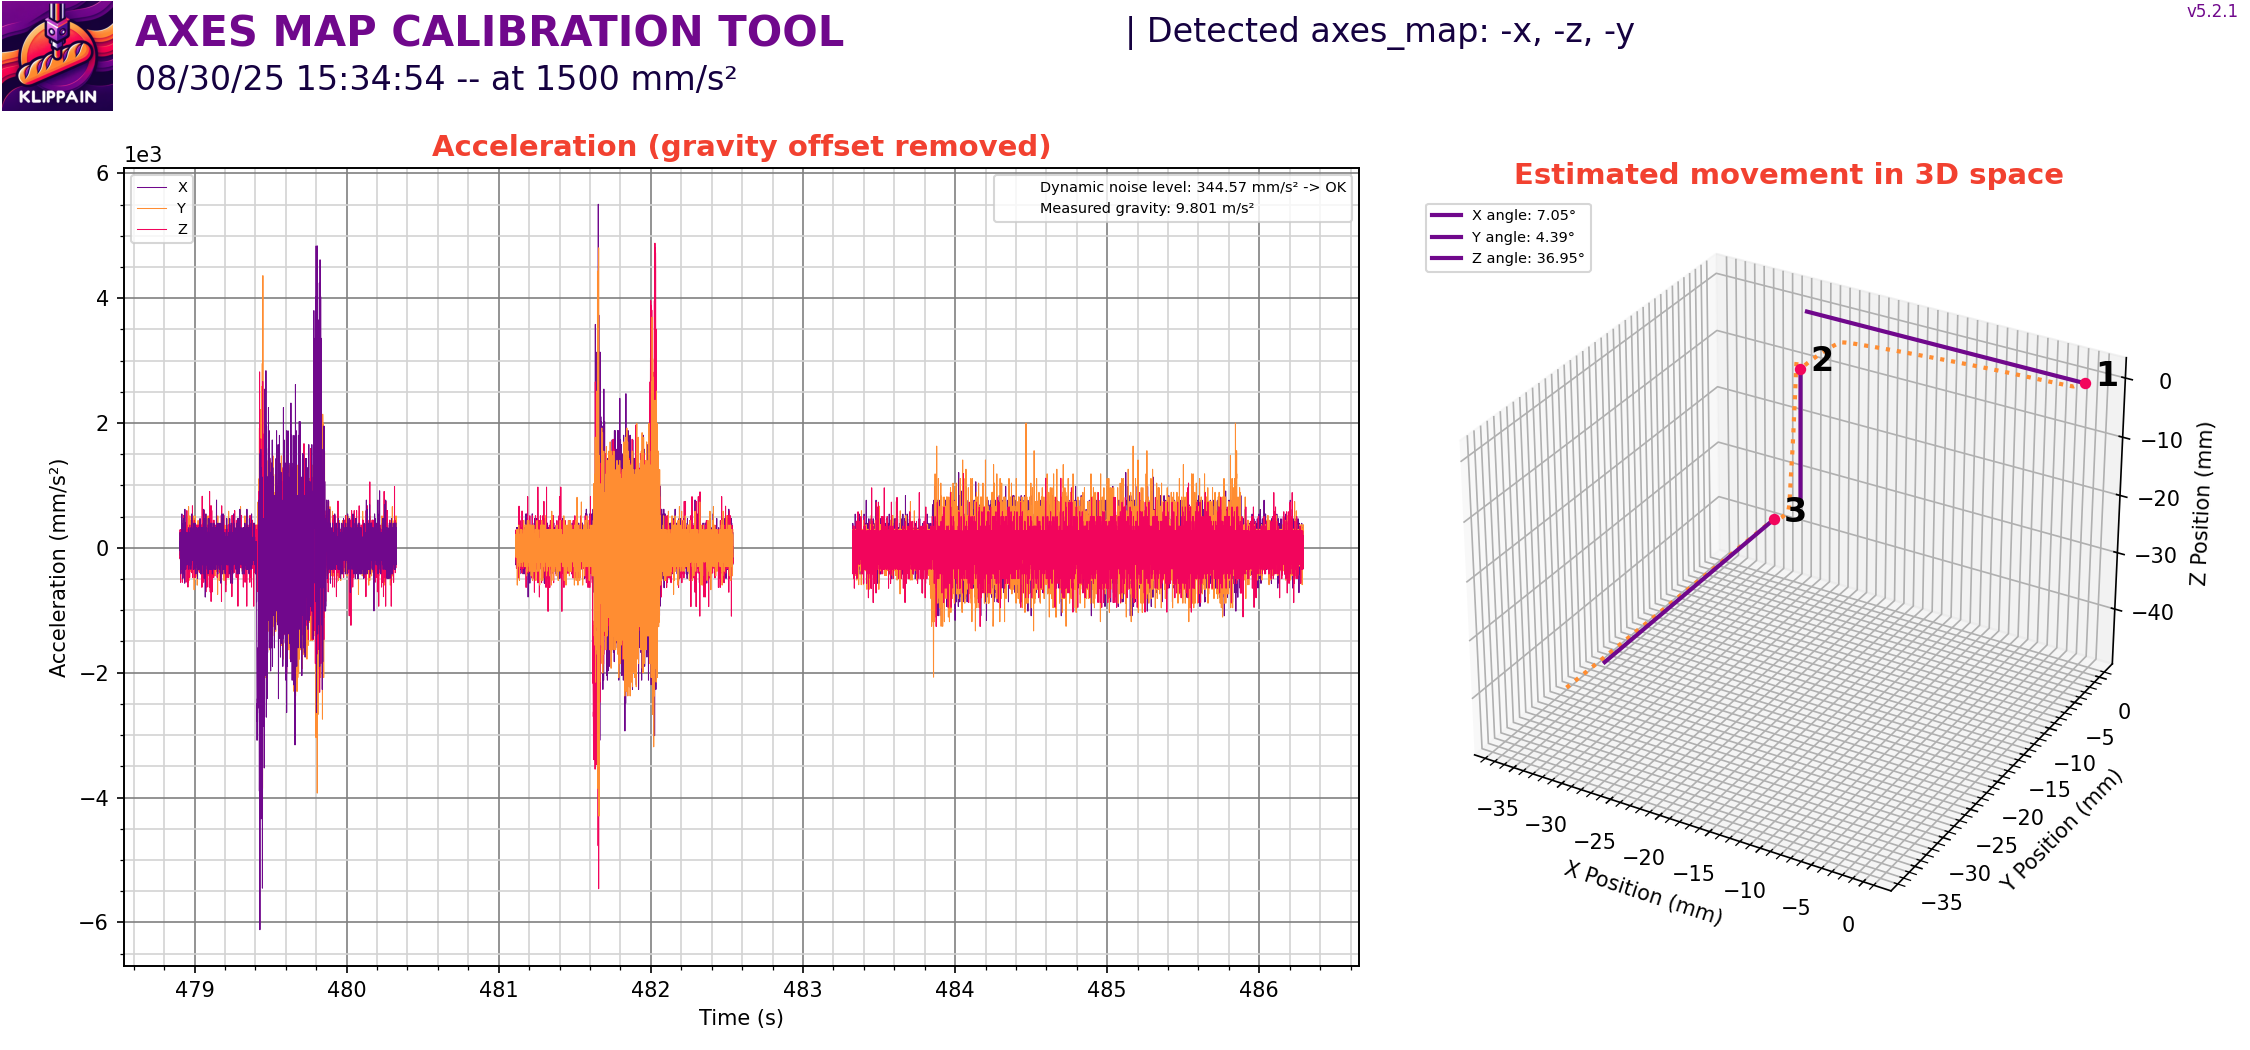 KLIPPAIN
AXES MAP CALIBRATION TOOL
08/30/25 15:34:54 -- at 1500 mm/s²
| Detected axes_map: -x, -z, -y
v5.2.1
Acceleration (gravity offset removed)
1e3
X
Y
Z
Dynamic noise level: 344.57 mm/s² -> OK
Measured gravity: 9.801 m/s²
6
4
2
0
−2
−4
−6
Acceleration (mm/s²)
479
480
481
482
483
484
485
486
Time (s)
Estimated movement in 3D space
X angle: 7.05°
Y angle: 4.39°
Z angle: 36.95°
1
2
3
0
−10
−20
−30
−40
Z Position (mm)
0
−5
−10
−15
−20
−25
−30
−35
Y Position (mm)
−35
−30
−25
−20
−15
−10
−5
0
X Position (mm)